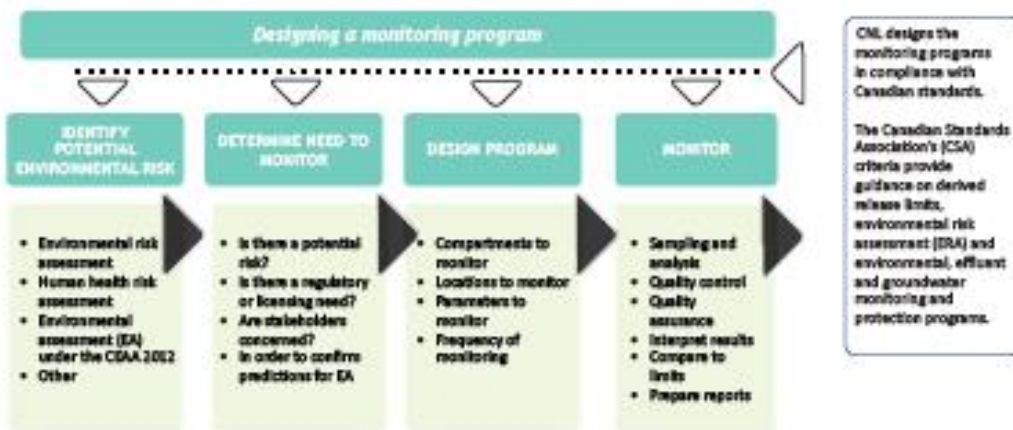 Designing a monitoring program
IDENTIFY
POTENTIAL
ENVIRONMENTAL RISK
• Environmental risk
assessment
• Human health risk
assessment
• Environmental
assessment (EA)
under the CEAA 2012
• Other
DETERMINE NEED TO
MONITOR
• Is there a potential
risk?
• Is there a regulatory
or licensing need?
• Are stakeholders
concerned?
• In order to confirm
predictions for EA
DESIGN PROGRAM
• Compartments to
monitor
• Locations to monitor
• Parameters to
monitor
• Frequency of
monitoring
MONITOR
• Sampling and
analysis
• Quality control
• Quality
assurance
• Interpret results
• Compare to
limits
• Prepare reports
CNL designs the
monitoring programs
in compliance with
Canadian standards.
The Canadian Standards
Association's (CSA)
criteria provide
guidance on derived
release limits,
environmental risk
assessment (ERA) and
environmental, effluent
and groundwater
monitoring and
protection programs.